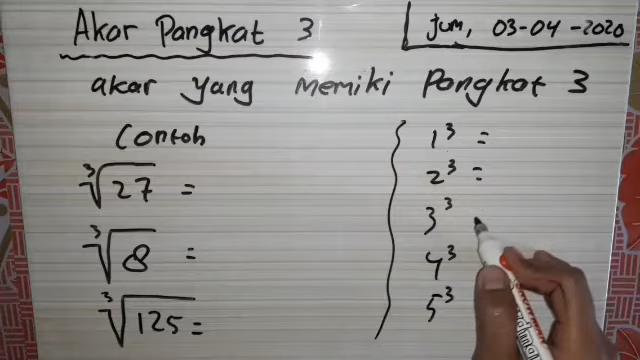 Akar Pangkat 3
Jum, 03-04-2020
akar yang memiki Pangkat 3
Contoh
∛27 =
∛8 =
∛125 =
1³ =
2³ =
3³
4³
5³